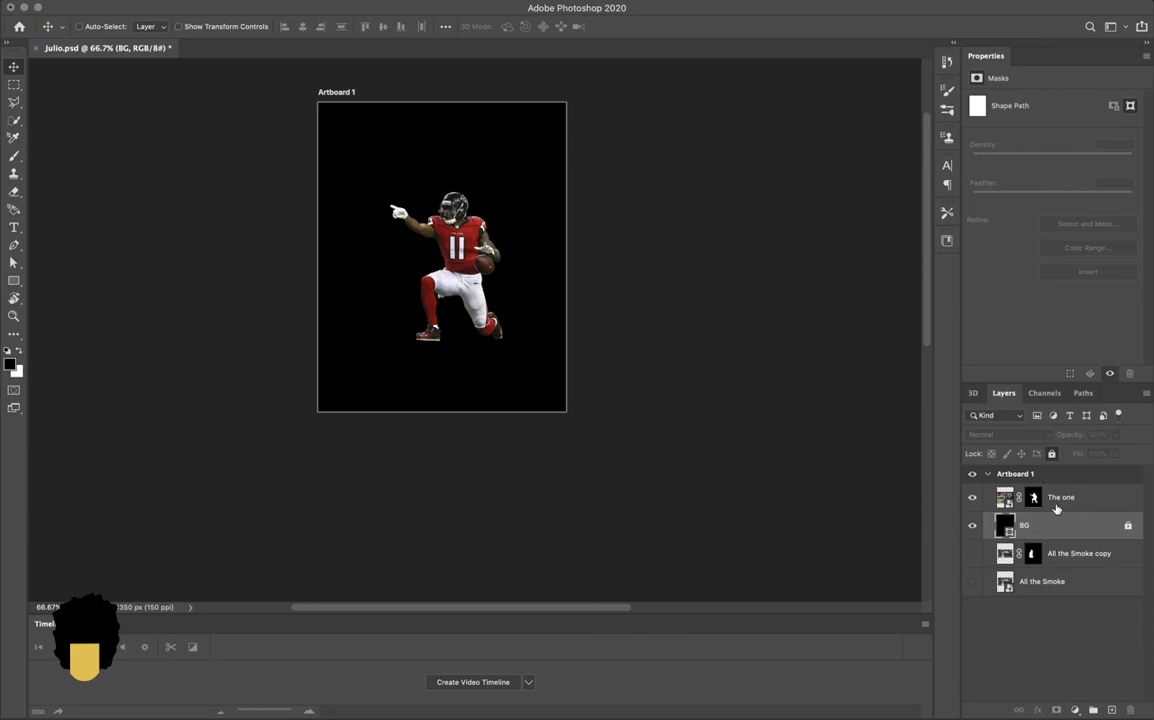 Adobe Photoshop 2020
Auto-Select: Layer Show Transform Controls 3D Mode:
Julio.psd @ 66.7% (BG, RGB/8#) *
Artboard 1
11
Properties
Masks
Shape Path
Density:
Feather:
Refine:
Select and Mask...
Color Range...
Invert
3D Layers Channels Paths
Kind
Normal Opacity: 100%
Lock: Fill: 100%
Artboard 1
The one
BG
All the Smoke copy
All the Smoke
350 px (150 ppi)
Create Video Timeline